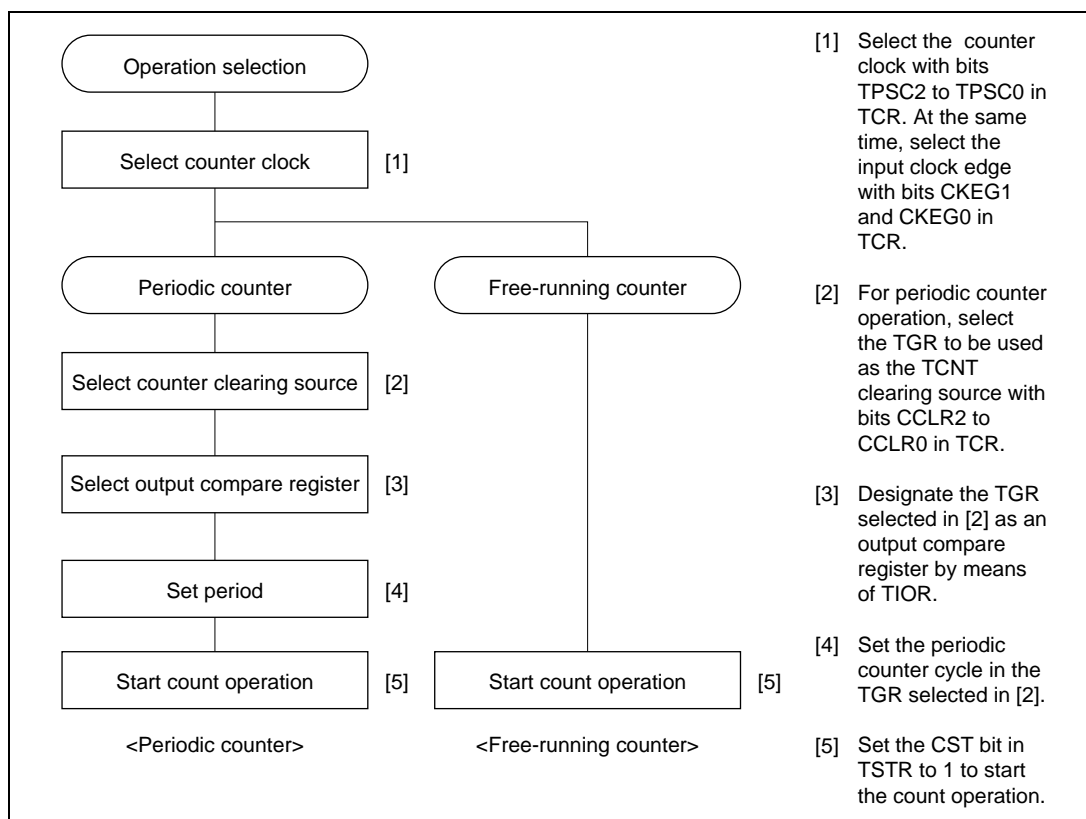 Operation selection
Select counter clock
[1]
Periodic counter
Free-running counter
Select counter clearing source
[2]
Select output compare register
[3]
Set period
[4]
Start count operation
[5]
Start count operation
[5]
<Periodic counter>
<Free-running counter>
[1] Select the counter
clock with bits
TPSC2 to TPSC0 in
TCR. At the same
time, select the
input clock edge
with bits CKEG1
and CKEG0 in
TCR.
[2] For periodic counter
operation, select
the TGR to be used
as the TCNT
clearing source with
bits CCLR2 to
CCLR0 in TCR.
[3] Designate the TGR
selected in [2] as an
output compare
register by means
of TIOR.
[4] Set the periodic
counter cycle in the
TGR selected in [2].
[5] Set the CST bit in
TSTR to 1 to start
the count operation.